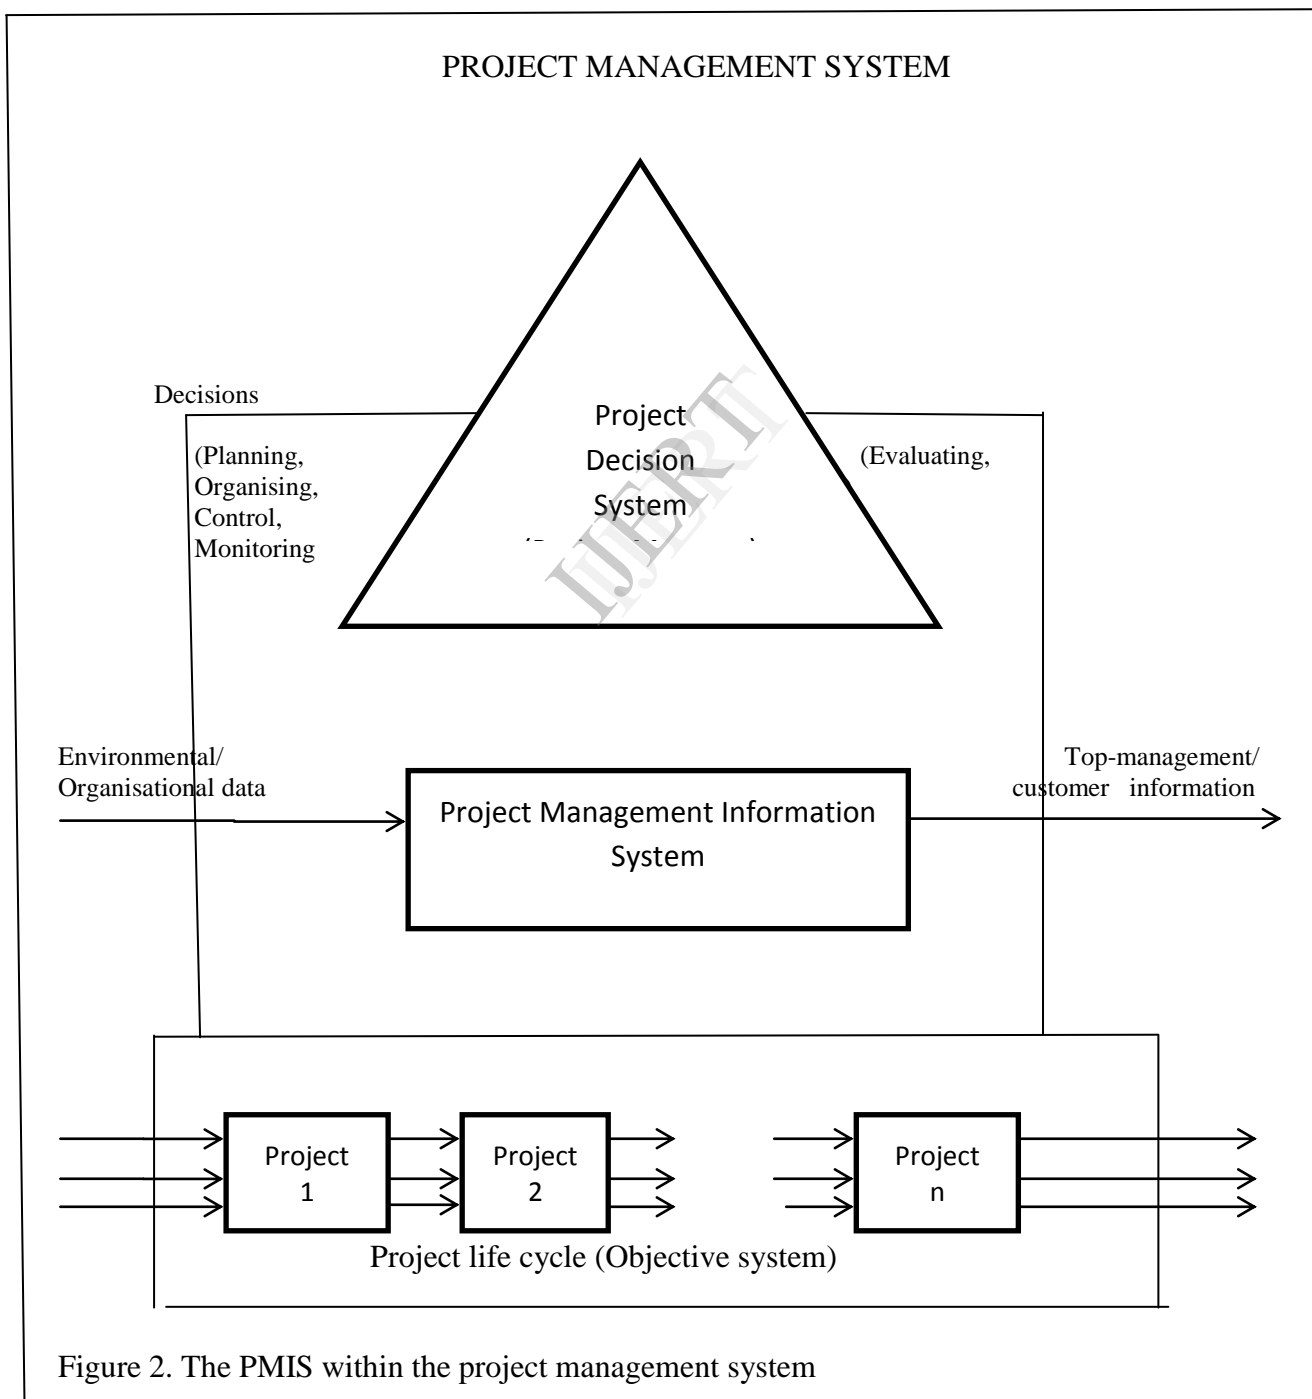 PROJECT MANAGEMENT SYSTEM
Decisions
(Planning,
Organising,
Control,
Monitoring
Project
Decision
System
(Evaluating,
IJERT
Environmental/
Organisational data
Project Management Information
System
Top-management/
customer information
Project
1
Project
2
Project
n
Project life cycle (Objective system)
Figure 2. The PMIS within the project management system